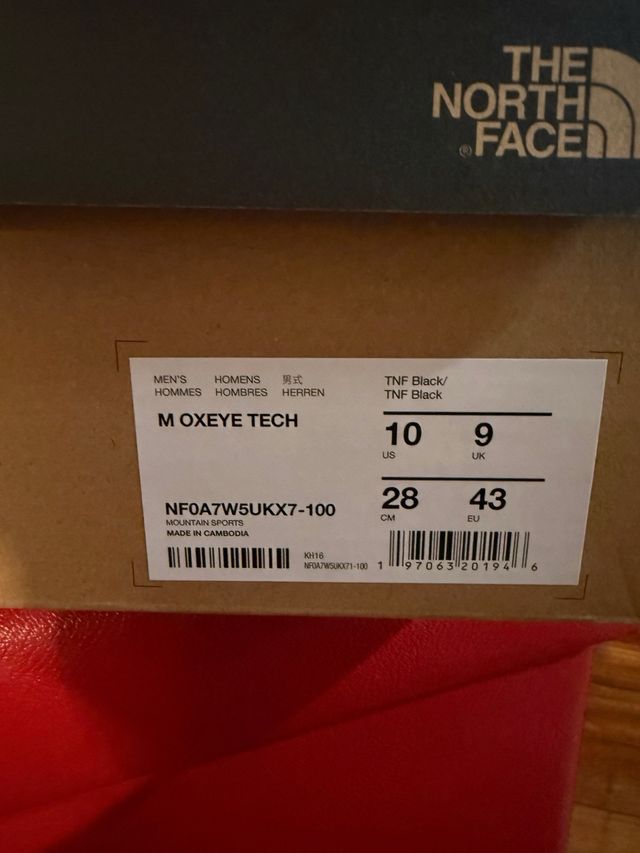 THE
NORTH
FACE
®
MEN'S HOMENS 男式
HOMMES HOMBRES HERREN
M OXEYE TECH
TNF Black/
TNF Black
10 9
US UK
28 43
CM EU
NF0A7W5UKX7-100
MOUNTAIN SPORTS
MADE IN CAMBODIA
KH16
NF0A7W5UKX71-100
1 97063 20194 6